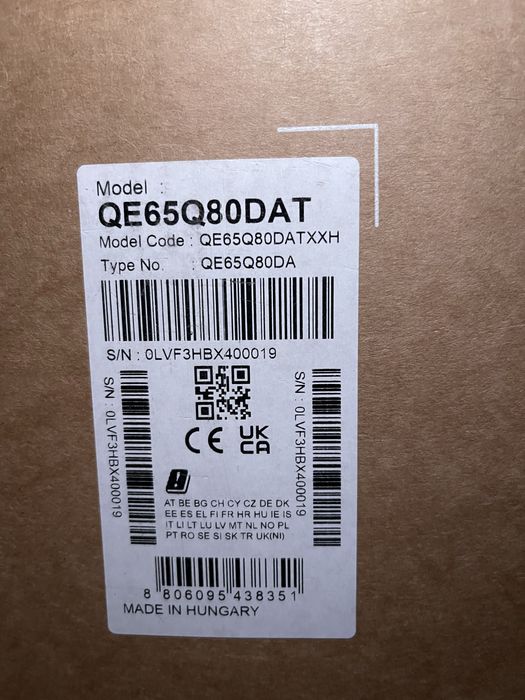 Model :
QE65Q80DAT
Model Code : QE65Q80DATXXH
Type No. : QE65Q80DA
S/N : 0LVF3HBX400019
S/N : 0LVF3HBX400019
S/N : 0LVF3HBX400019
CE UK
CA
AT BE BG CH CY CZ DE DK
EE ES EL FI FR HR HU IE IS
IT LI LT LU LV MT NL NO PL
PT RO SE SI SK TR UK(NI)
8 806095 438351
MADE IN HUNGARY